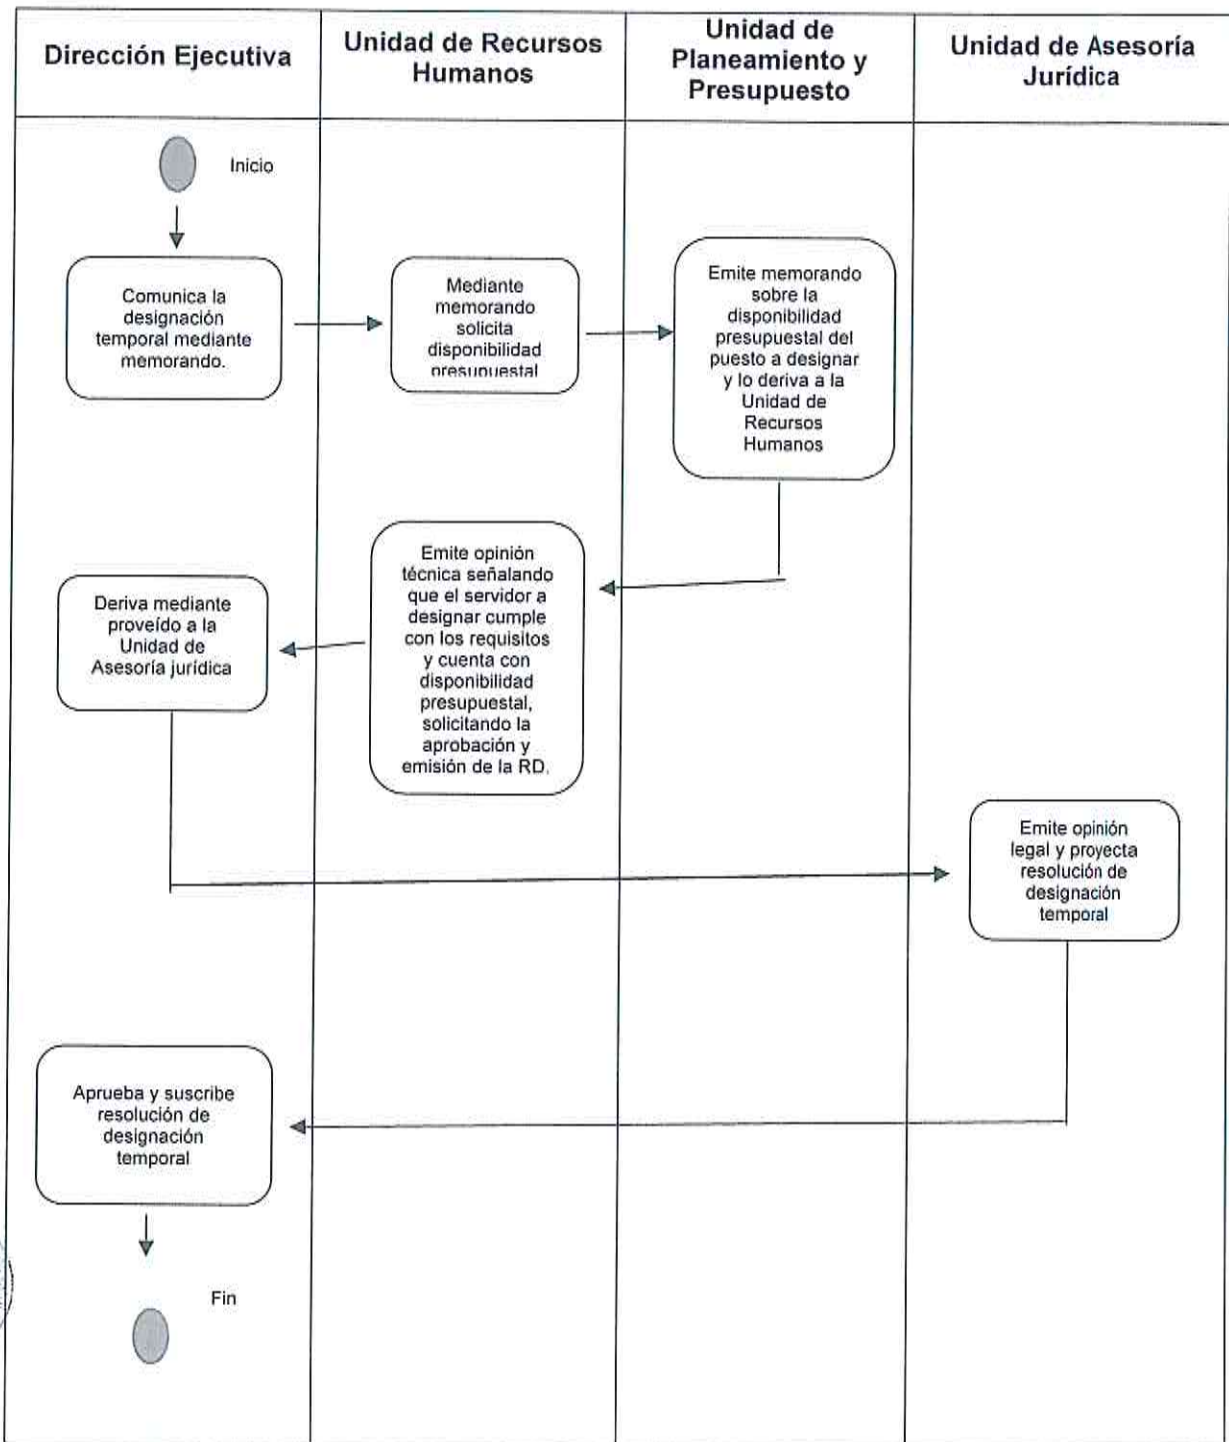 Dirección Ejecutiva
Unidad de Recursos
Humanos
Unidad de
Planeamiento y
Presupuesto
Unidad de Asesoría
Jurídica
Inicio
Comunica la
designación
temporal mediante
memorando.
Mediante
memorando
solicita
disponibilidad
presupuestal
Emite memorando
sobre la
disponibilidad
presupuestal del
puesto a designar
y lo deriva a la
Unidad de
Recursos
Humanos
Emite opinión
técnica señalando
que el servidor a
designar cumple
con los requisitos
y cuenta con
disponibilidad
presupuestal,
solicitando la
aprobación y
emisión de la RD.
Deriva mediante
proveído a la
Unidad de
Asesoría jurídica
Emite opinión
legal y proyecta
resolución de
designación
temporal
Aprueba y suscribe
resolución de
designación
temporal
Fin